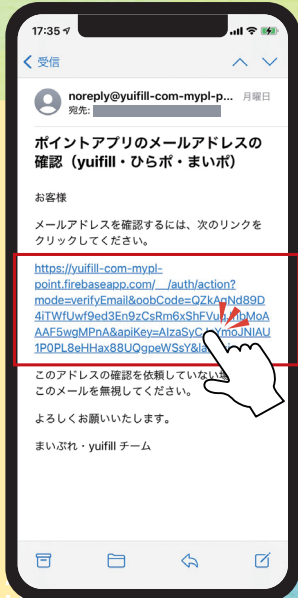 17:35
受信
noreply@yuifill-com-mypl-p... 月曜日
宛先:
ポイントアプリのメールアドレスの
確認（yuifill・ひらポ・まいポ）
お客様
メールアドレスを確認するには、次のリンクを
クリックしてください。
https://yuifill-com-mypl-
point.firebaseapp.com/__/auth/action?
mode=verifyEmail&oobCode=QZkAgNd89D
4iTWfUwf9ed3En9zCsRm6xShFVu
AAF5wgMPnA&apiKey=AIzaSyC
1P0PL8eHHax88UQgpeWSsY&la
このアドレスの確認を依頼していない
このメールを無視してください。
よろしくお願いいたします。
まいぷれ・yuifill チーム